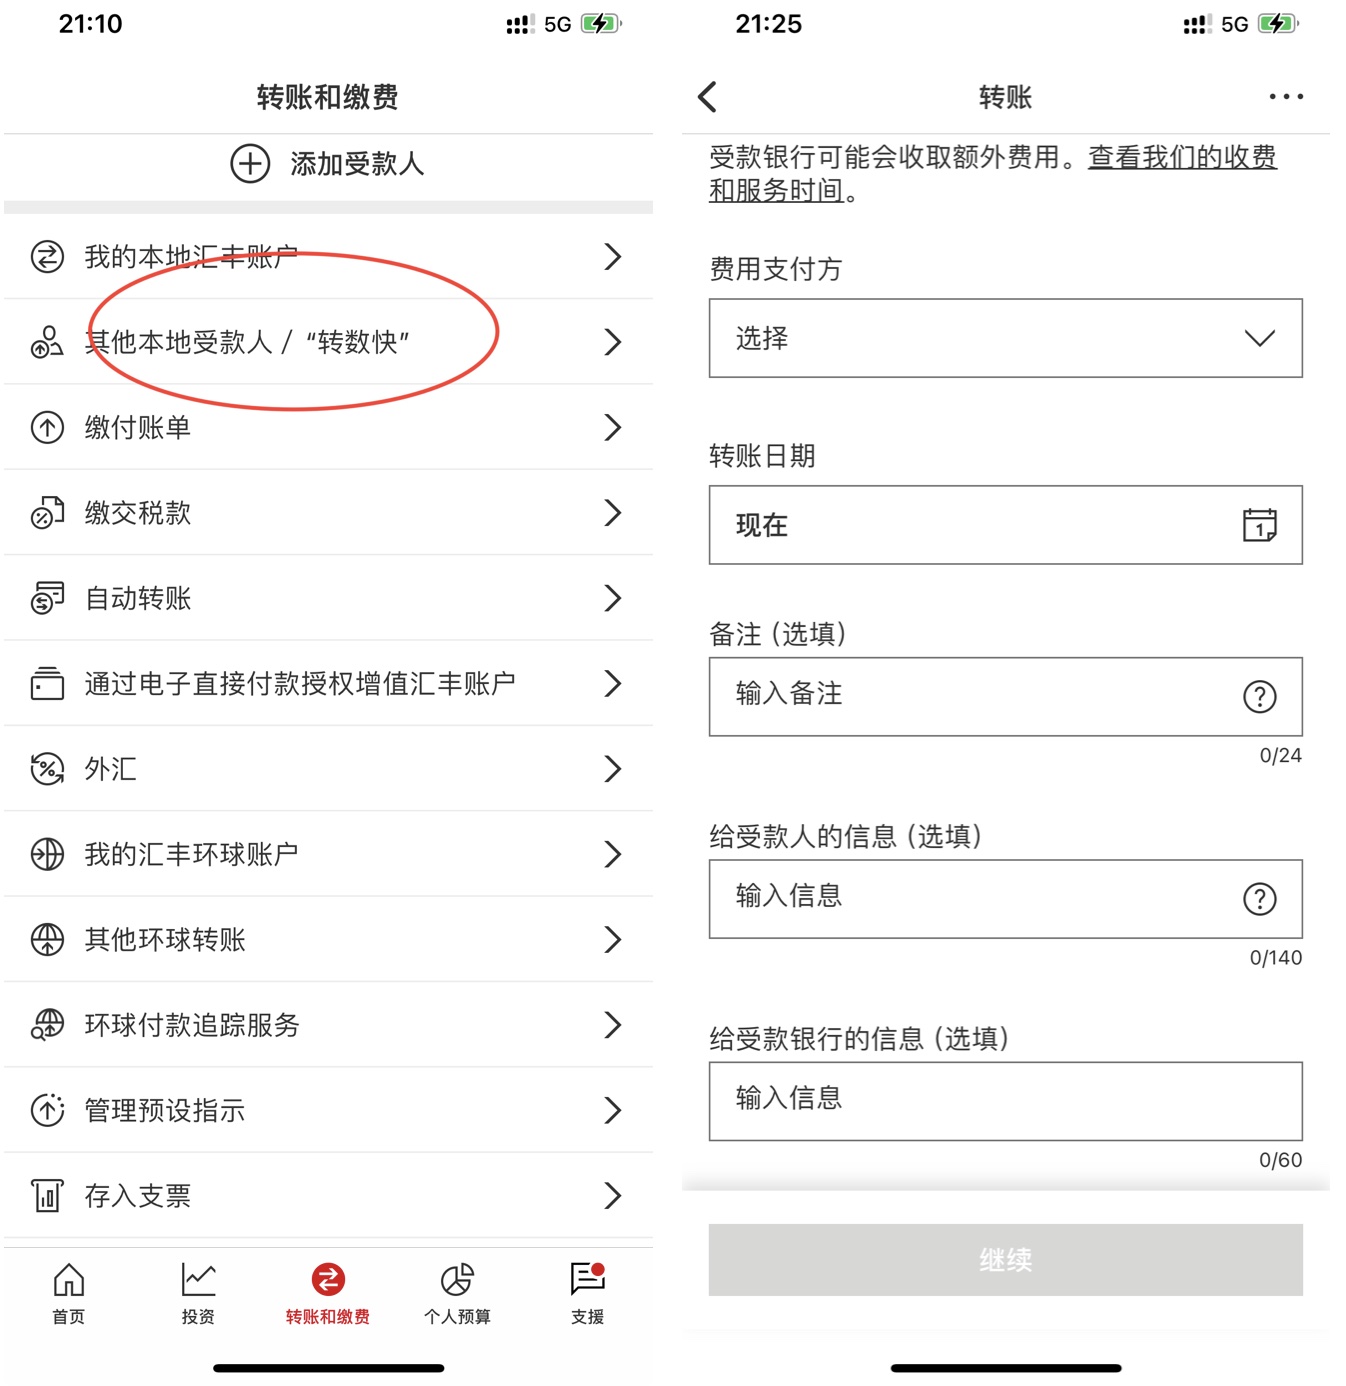 21:10
5G
转账和缴费
添加受款人
我的本地汇丰账户
其他本地受款人 / “转数快”
缴付账单
缴交税款
自动转账
通过电子直接付款授权增值汇丰账户
外汇
我的汇丰环球账户
其他环球转账
环球付款追踪服务
管理预设指示
存入支票
首页
投资
转账和缴费
个人预算
支援
21:25
5G
转账
受款银行可能会收取额外费用。查看我们的收费
和服务时间。
费用支付方
选择
转账日期
现在
1
备注 (选填)
输入备注
0/24
给受款人的信息 (选填)
输入信息
0/140
给受款银行的信息 (选填)
输入信息
0/60
继续